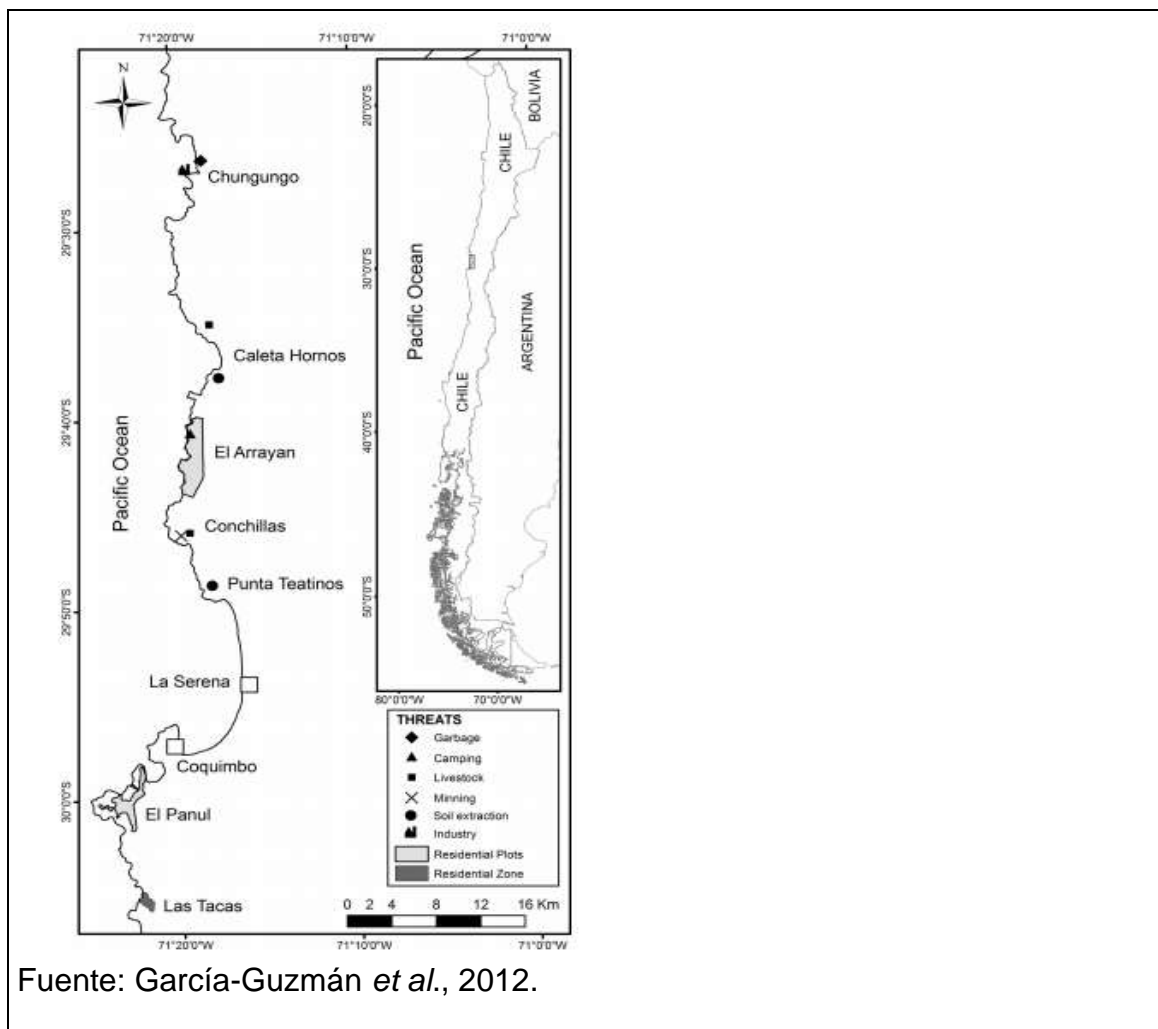 71°20'0"W 71°10'0"W 71°0'0"W
N
Chungungo
29°30'0"S
Caleta Hornos
29°40'0"S
El Arrayan
Pacific Ocean
Conchillas
Punta Teatinos
29°50'0"S
La Serena
Coquimbo
30°0'0"S
El Panul
Las Tacas
71°20'0"W 71°10'0"W 71°0'0"W
20°0'0"S
BOLIVIA
CHILE
Pacific Ocean
30°0'0"S
ARGENTINA
CHILE
40°0'0"S
50°0'0"S
80°0'0"W 70°0'0"W
THREATS
Garbage
Camping
Livestock
Minning
Soil extraction
Industry
Residential Plots
Residential Zone
0 2 4 8 12 16 Km
Fuente: García-Guzmán et al., 2012.